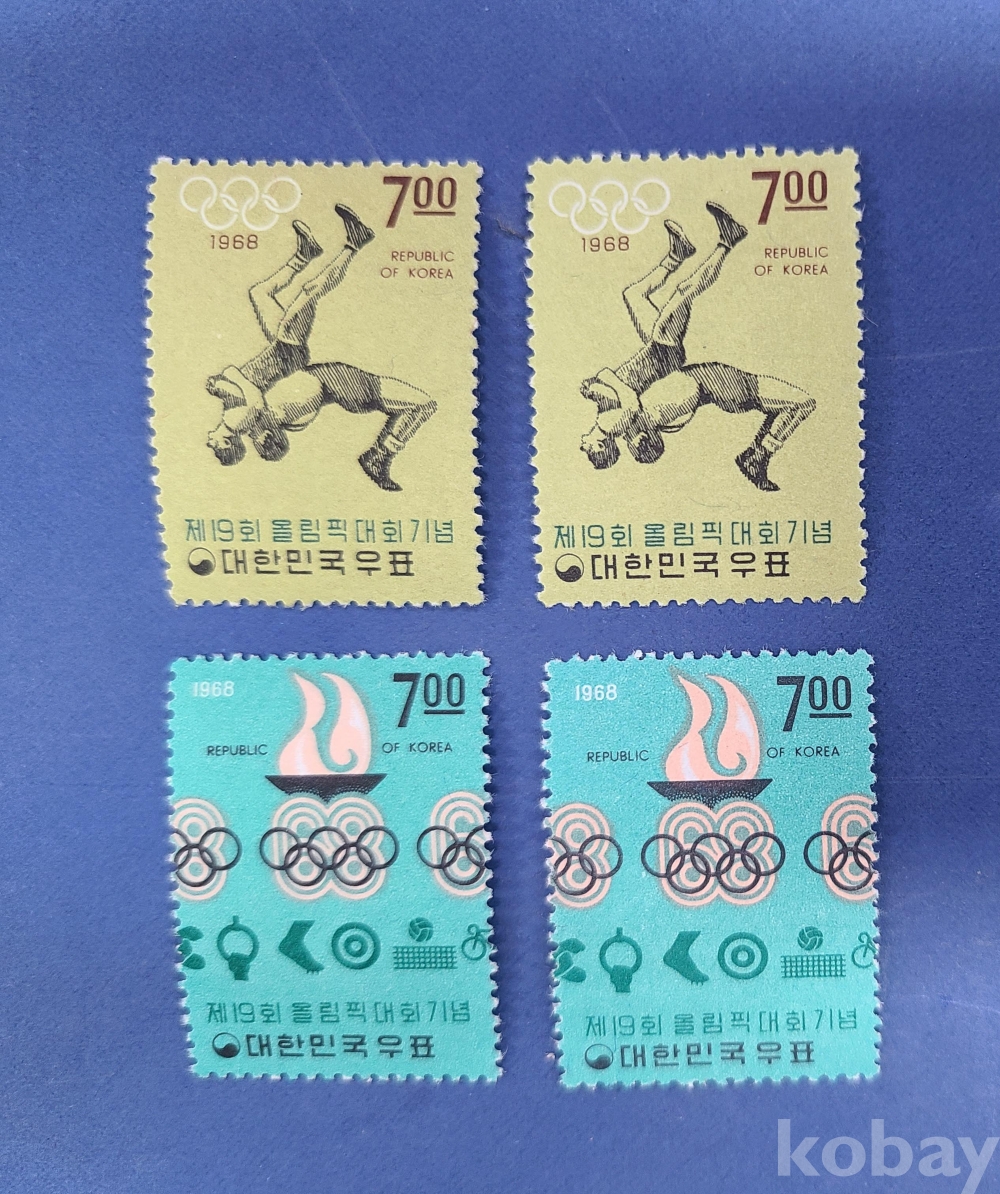 7.00
1968
REPUBLIC
OF KOREA
제19회 올림픽대회기념
대한민국우표
7.00
1968
REPUBLIC
OF KOREA
제19회 올림픽대회기념
대한민국우표
1968
7.00
REPUBLIC OF KOREA
68
제19회 올림픽대회기념
대한민국우표
1968
7.00
REPUBLIC OF KOREA
68
제19회 올림픽대회기념
대한민국우표
kobay